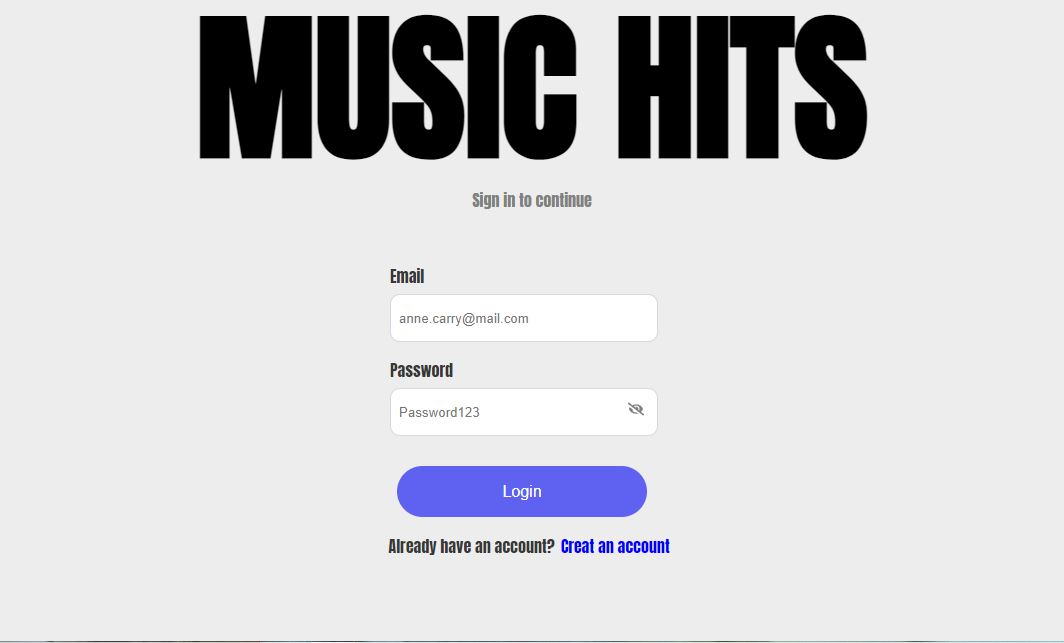 MUSIC HITS
Sign in to continue
Email
anne.carry@mail.com
Password
Password123
Login
Already have an account? Creat an account